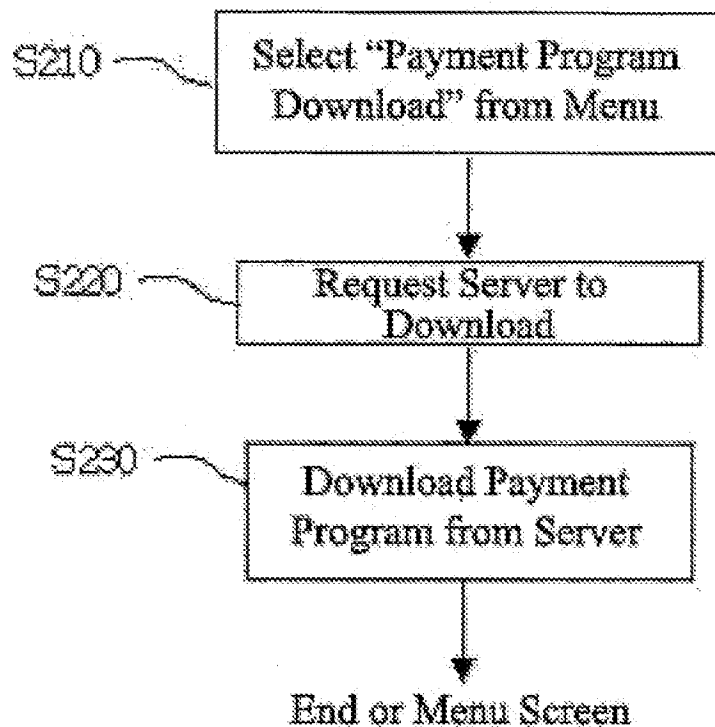 S210
Select “Payment Program
Download” from Menu
S220
Request Server to
Download
S230
Download Payment
Program from Server
End or Menu Screen